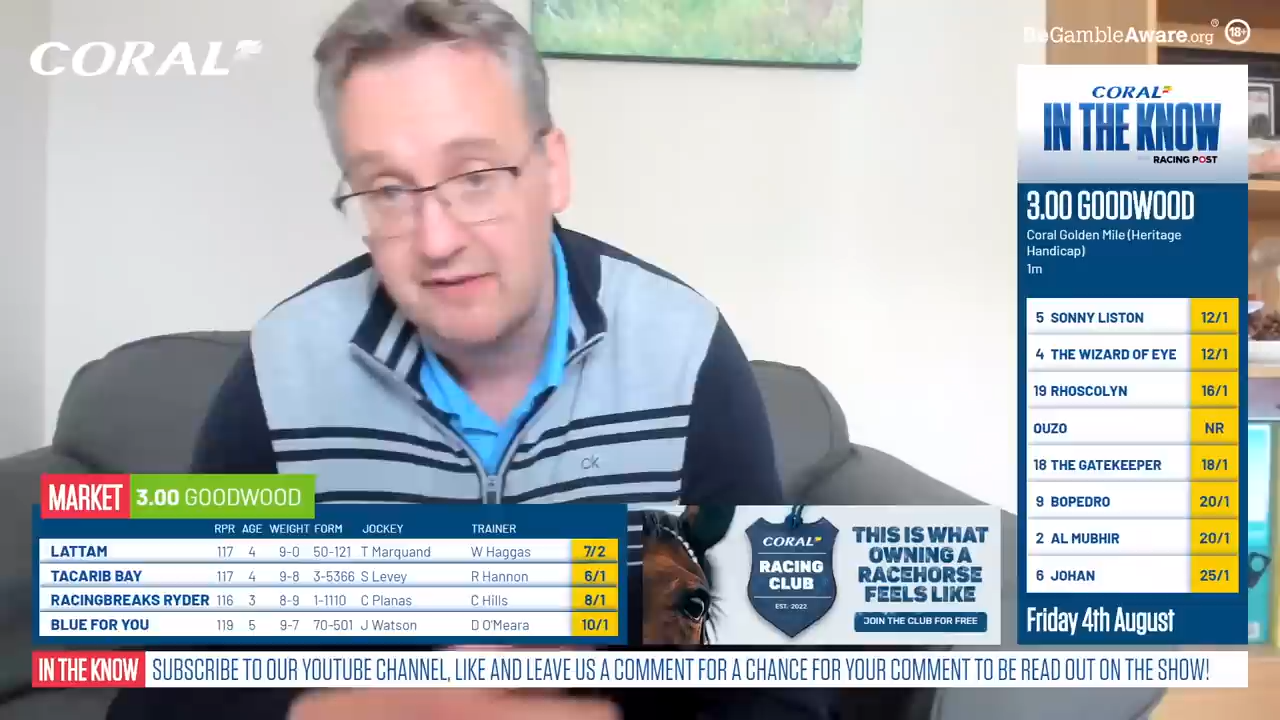 CORAL
BeGambleAware.org® 18+
CORAL
IN THE KNOW
RACING POST
3.00 GOODWOOD
Coral Golden Mile (Heritage
Handicap)
1m
5 SONNY LISTON 12/1
4 THE WIZARD OF EYE 12/1
19 RHOSCOLYN 16/1
OUZO NR
18 THE GATEKEEPER 18/1
9 BOPEDRO 20/1
2 AL MUBHIR 20/1
6 JOHAN 25/1
Friday 4th August
ck
MARKET 3.00 GOODWOOD
RPR AGE WEIGHT FORM JOCKEY TRAINER
LATTAM 117 4 9-0 50-121 T Marquand W Haggas 7/2
TACARIB BAY 117 4 9-8 3-5366 S Levey R Hannon 6/1
RACINGBREAKS RYDER 116 3 8-9 1-1110 C Planas C Hills 8/1
BLUE FOR YOU 119 5 9-7 70-501 J Watson D O'Meara 10/1
CORAL
RACING
CLUB
EST. 2022
THIS IS WHAT
OWNING A
RACEHORSE
FEELS LIKE
JOIN THE CLUB FOR FREE
IN THE KNOW SUBSCRIBE TO OUR YOUTUBE CHANNEL, LIKE AND LEAVE US A COMMENT FOR A CHANCE FOR YOUR COMMENT TO BE READ OUT ON THE SHOW!